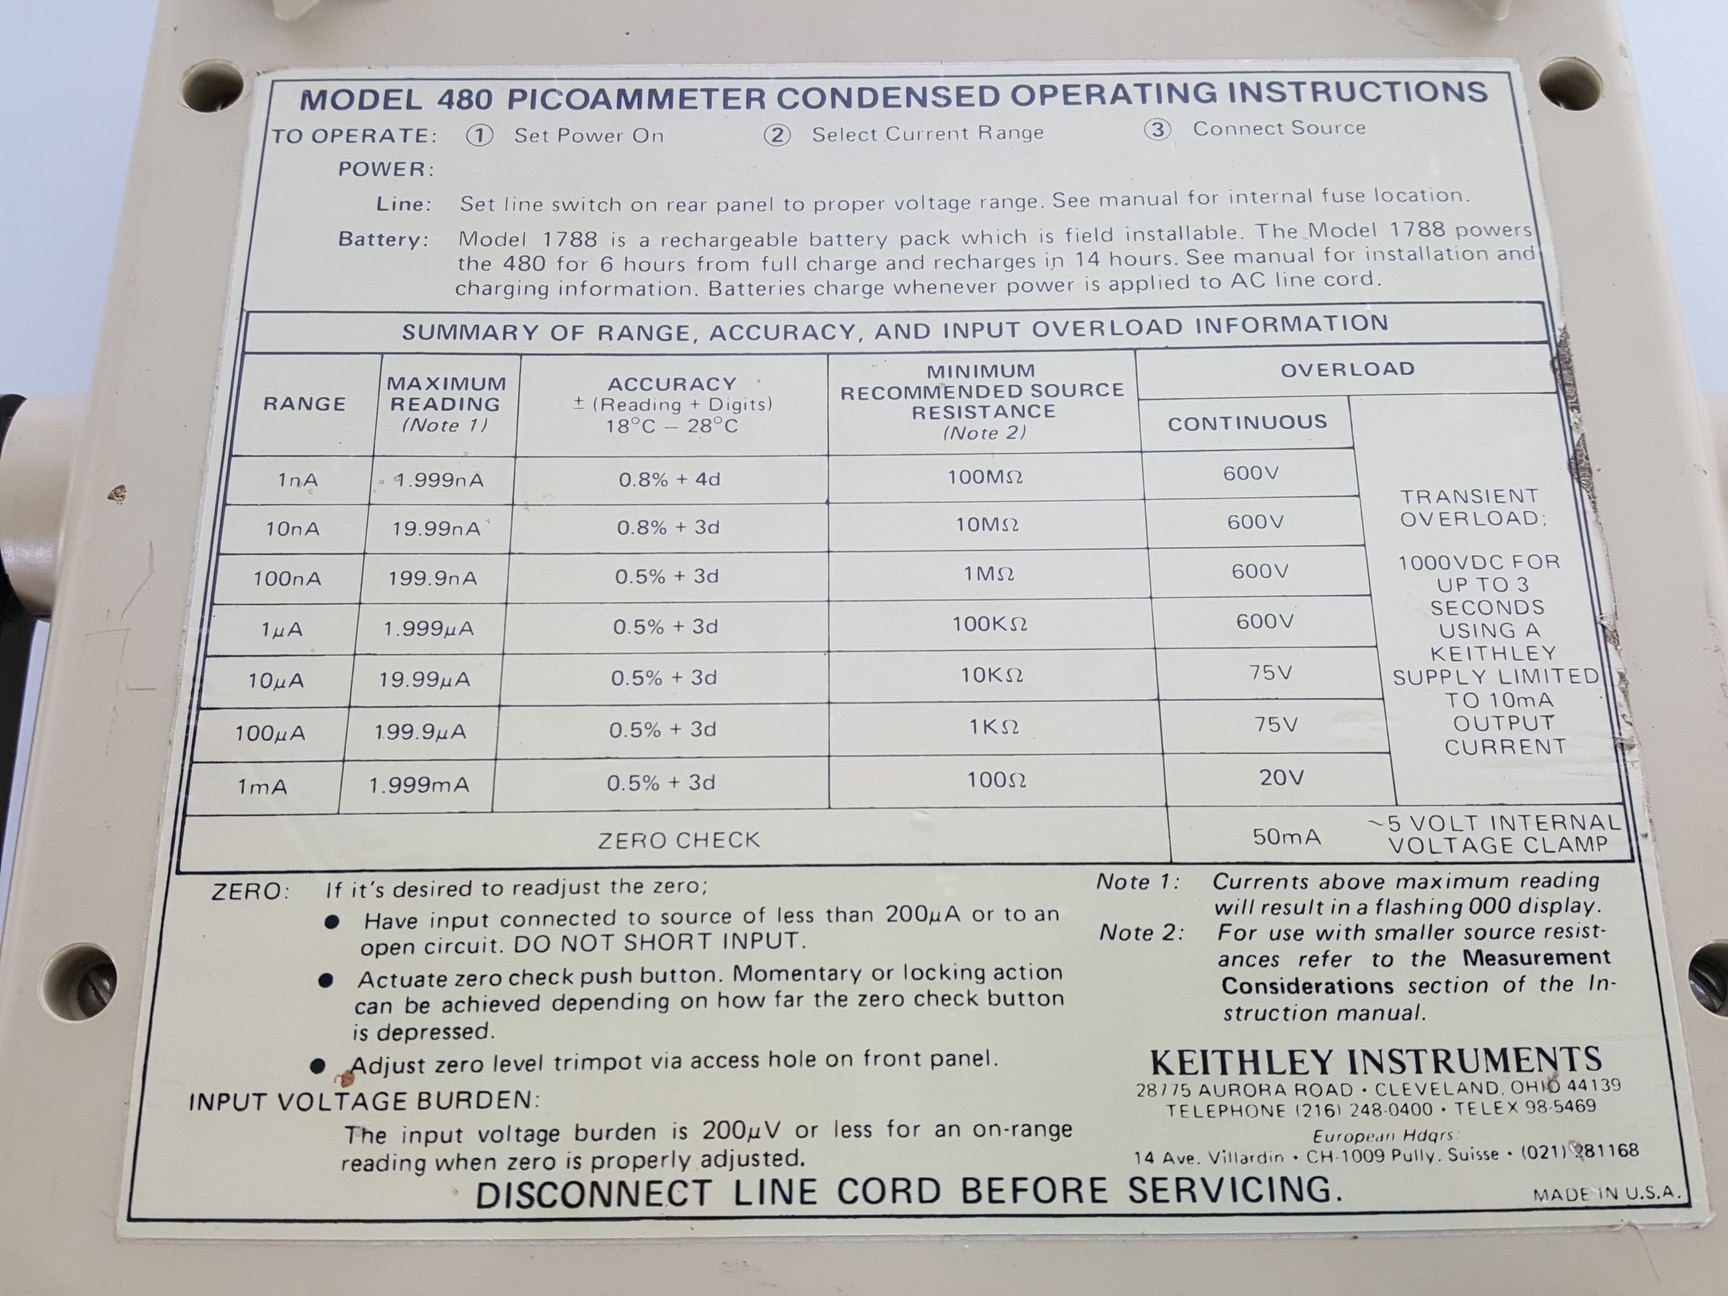 MODEL 480 PICOAMMETER CONDENSED OPERATING INSTRUCTIONS
TO OPERATE: ① Set Power On ② Select Current Range ③ Connect Source
POWER:
Line: Set line switch on rear panel to proper voltage range. See manual for internal fuse location.
Battery: Model 1788 is a rechargeable battery pack which is field installable. The Model 1788 powers
the 480 for 6 hours from full charge and recharges in 14 hours. See manual for installation and
charging information. Batteries charge whenever power is applied to AC line cord.
SUMMARY OF RANGE, ACCURACY, AND INPUT OVERLOAD INFORMATION
RANGE
MAXIMUM
READING
(Note 1)
ACCURACY
± (Reading + Digits)
18°C – 28°C
MINIMUM
RECOMMENDED SOURCE
RESISTANCE
(Note 2)
OVERLOAD
CONTINUOUS
1nA 1.999nA 0.8% + 4d 100MΩ 600V
10nA 19.99nA 0.8% + 3d 10MΩ 600V
100nA 199.9nA 0.5% + 3d 1MΩ 600V
1µA 1.999µA 0.5% + 3d 100KΩ 600V
10µA 19.99µA 0.5% + 3d 10KΩ 75V
100µA 199.9µA 0.5% + 3d 1KΩ 75V
1mA 1.999mA 0.5% + 3d 100Ω 20V
TRANSIENT
OVERLOAD;
1000VDC FOR
UP TO 3
SECONDS
USING A
KEITHLEY
SUPPLY LIMITED
TO 10mA
OUTPUT
CURRENT
ZERO CHECK 50mA
~5 VOLT INTERNAL
VOLTAGE CLAMP
ZERO: If it's desired to readjust the zero;
● Have input connected to source of less than 200µA or to an
open circuit. DO NOT SHORT INPUT.
● Actuate zero check push button. Momentary or locking action
can be achieved depending on how far the zero check button
is depressed.
● Adjust zero level trimpot via access hole on front panel.
INPUT VOLTAGE BURDEN:
The input voltage burden is 200µV or less for an on-range
reading when zero is properly adjusted.
Note 1: Currents above maximum reading
will result in a flashing 000 display.
Note 2: For use with smaller source resist-
ances refer to the Measurement
Considerations section of the In-
struction manual.
KEITHLEY INSTRUMENTS
28775 AURORA ROAD • CLEVELAND, OHIO 44139
TELEPHONE (216) 248-0400 • TELEX 98-5469
European Hdqrs:
14 Ave. Villardin • CH-1009 Pully. Suisse • (021) 281168
DISCONNECT LINE CORD BEFORE SERVICING.
MADE IN U.S.A.